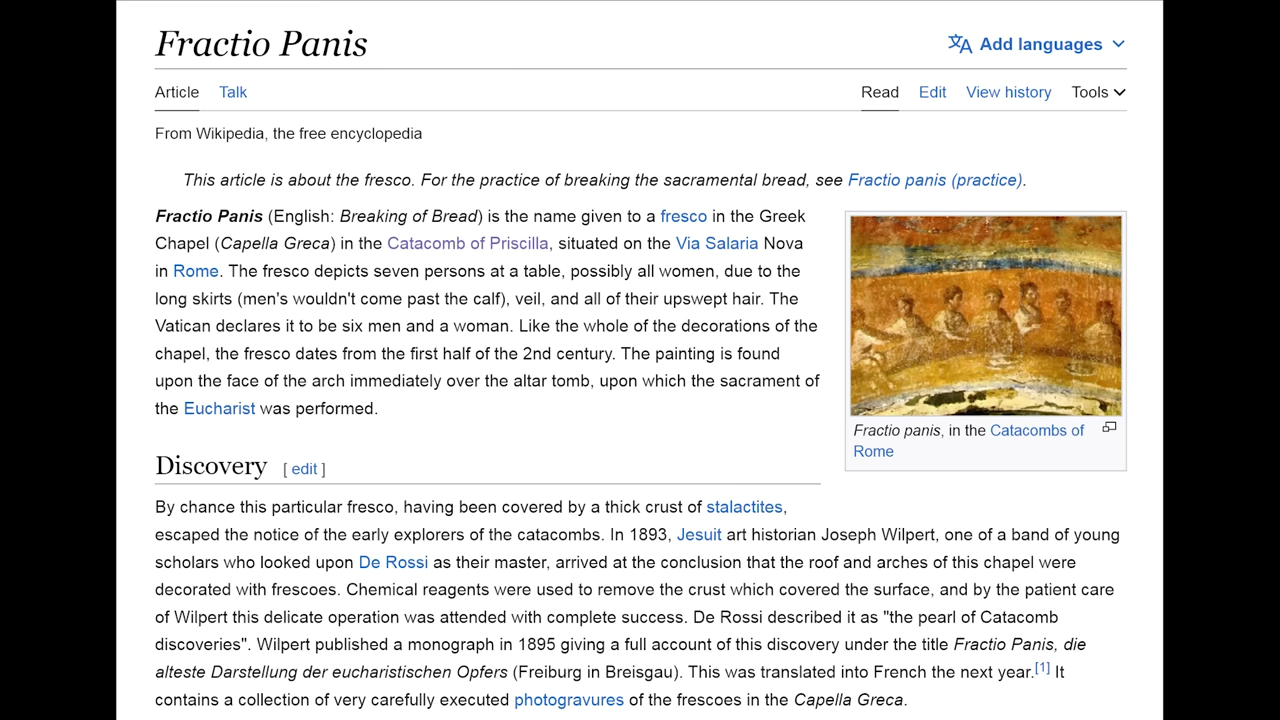 Fractio Panis
Add languages
Article Talk Read Edit View history Tools
From Wikipedia, the free encyclopedia
This article is about the fresco. For the practice of breaking the sacramental bread, see Fractio panis (practice).
Fractio Panis (English: Breaking of Bread) is the name given to a fresco in the Greek
Chapel (Capella Greca) in the Catacomb of Priscilla, situated on the Via Salaria Nova
in Rome. The fresco depicts seven persons at a table, possibly all women, due to the
long skirts (men's wouldn't come past the calf), veil, and all of their upswept hair. The
Vatican declares it to be six men and a woman. Like the whole of the decorations of the
chapel, the fresco dates from the first half of the 2nd century. The painting is found
upon the face of the arch immediately over the altar tomb, upon which the sacrament of
the Eucharist was performed.
Fractio panis, in the Catacombs of
Rome
Discovery [ edit ]
By chance this particular fresco, having been covered by a thick crust of stalactites,
escaped the notice of the early explorers of the catacombs. In 1893, Jesuit art historian Joseph Wilpert, one of a band of young
scholars who looked upon De Rossi as their master, arrived at the conclusion that the roof and arches of this chapel were
decorated with frescoes. Chemical reagents were used to remove the crust which covered the surface, and by the patient care
of Wilpert this delicate operation was attended with complete success. De Rossi described it as "the pearl of Catacomb
discoveries". Wilpert published a monograph in 1895 giving a full account of this discovery under the title Fractio Panis, die
alteste Darstellung der eucharistischen Opfers (Freiburg in Breisgau). This was translated into French the next year.[1] It
contains a collection of very carefully executed photogravures of the frescoes in the Capella Greca.